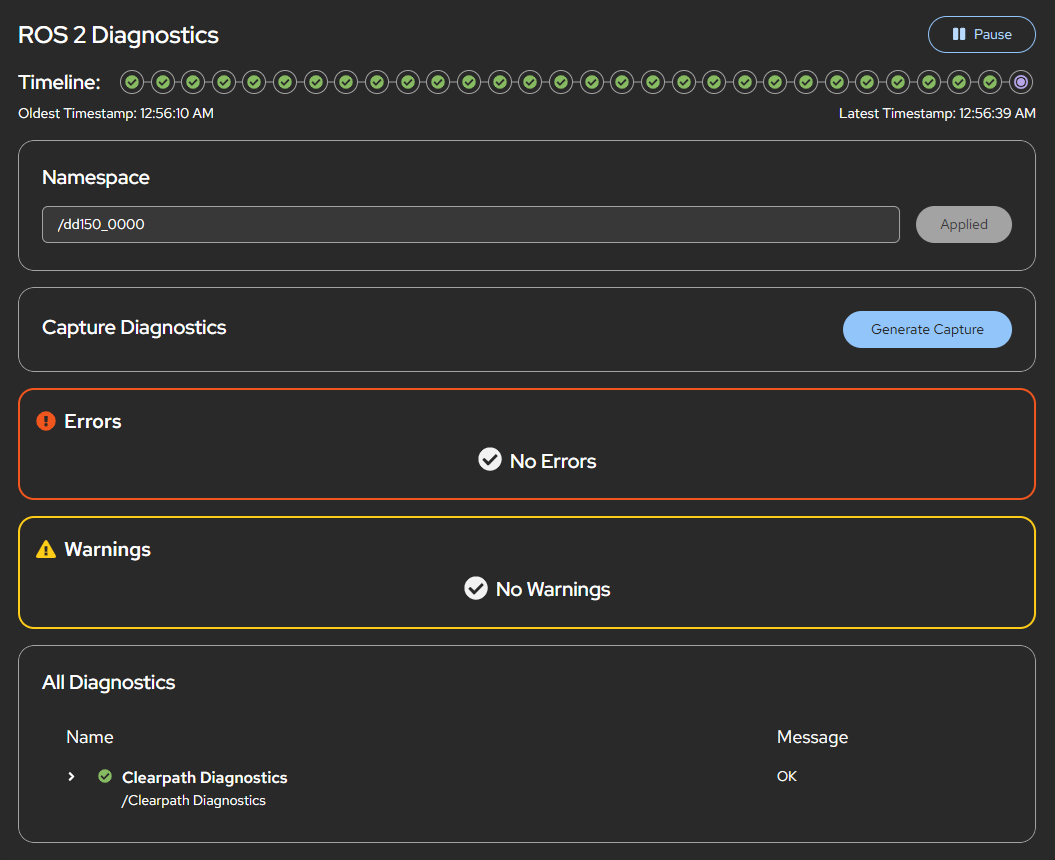 ROS 2 Diagnostics
Pause
Timeline:
Oldest Timestamp: 12:56:10 AM
Latest Timestamp: 12:56:39 AM
Namespace
/dd150_0000
Applied
Capture Diagnostics
Generate Capture
Errors
No Errors
Warnings
No Warnings
All Diagnostics
Name
Message
Clearpath Diagnostics
OK
/Clearpath Diagnostics